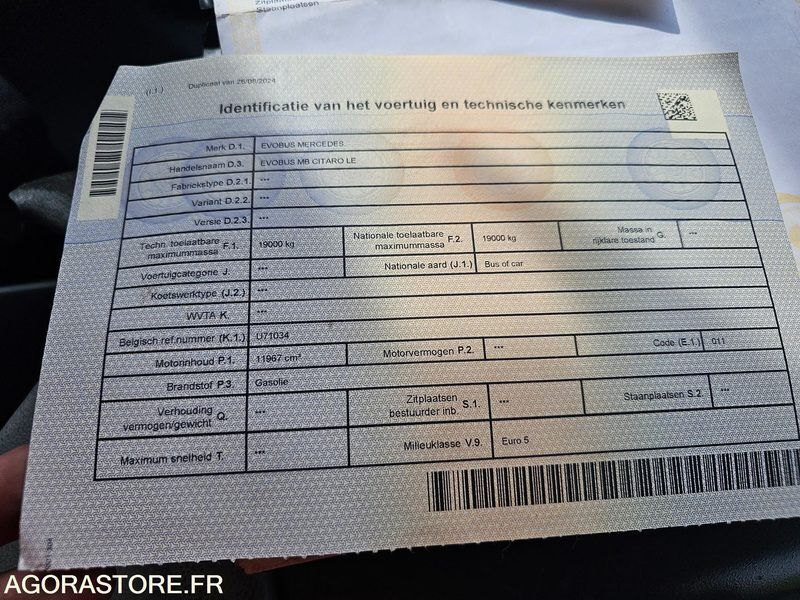 Staanplaatsen
(I.1.)
Duplicaat van 26/08/2024
Identificatie van het voertuig en technische kenmerken
Merk D.1. EVOBUS MERCEDES
Handelsnaam D.3. EVOBUS MB CITARO LE
Fabriekstype D.2.1. ***
Variant D.2.2. ***
Versie D.2.3. ***
Techn. toelaatbare maximummassa F.1. 19000 kg Nationale toelaatbare maximummassa F.2. 19000 kg Massa in rijklare toestand G. ***
Voertuigcategorie J. *** Nationale aard (J.1.) Bus of car
Koetswerktype (J.2.) ***
WVTA K. ***
Belgisch ref.nummer (K.1.) U71034
Motorinhoud P.1. 11967 cm³ Motorvermogen P.2. *** Code (E.1.) 011
Brandstof P.3. Gasolie
Verhouding vermogen/gewicht Q. *** Zitplaatsen bestuurder inb. S.1. *** Staanplaatsen S.2. ***
Maximum snelheid T. *** Milieuklasse V.9. Euro 5
AGORASTORE.FR